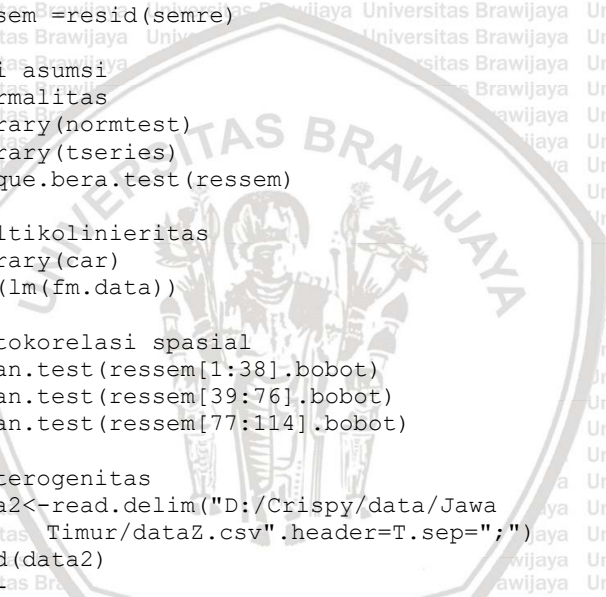 sem =resid(semre)
i asumsi
rmalitas
rary(normtest)
rary(tseries)
que.bera.test(ressem)
ltikolinieritas
rary(car)
(lm(fm.data))
tokorelasi spasial
an.test(ressem[1:38].bobot)
an.test(ressem[39:76].bobot)
an.test(ressem[77:114].bobot)
terogenitas
a2<-read.delim("D:/Crispy/data/Jawa
Timur/dataZ.csv".header=T.sep=";")
d(data2)
UNIVERSITAS BRAWIJAYA